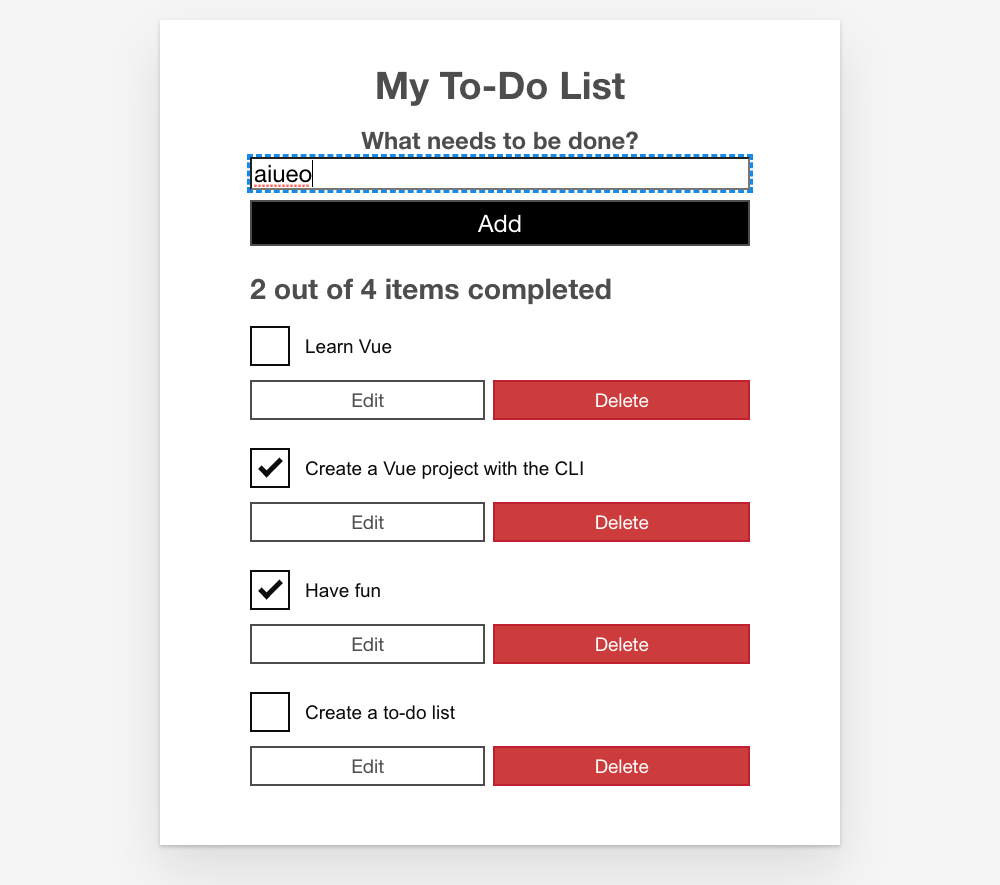 My To-Do List
What needs to be done?
aiueo
Add
2 out of 4 items completed
Learn Vue
Edit Delete
Create a Vue project with the CLI
Edit Delete
Have fun
Edit Delete
Create a to-do list
Edit Delete